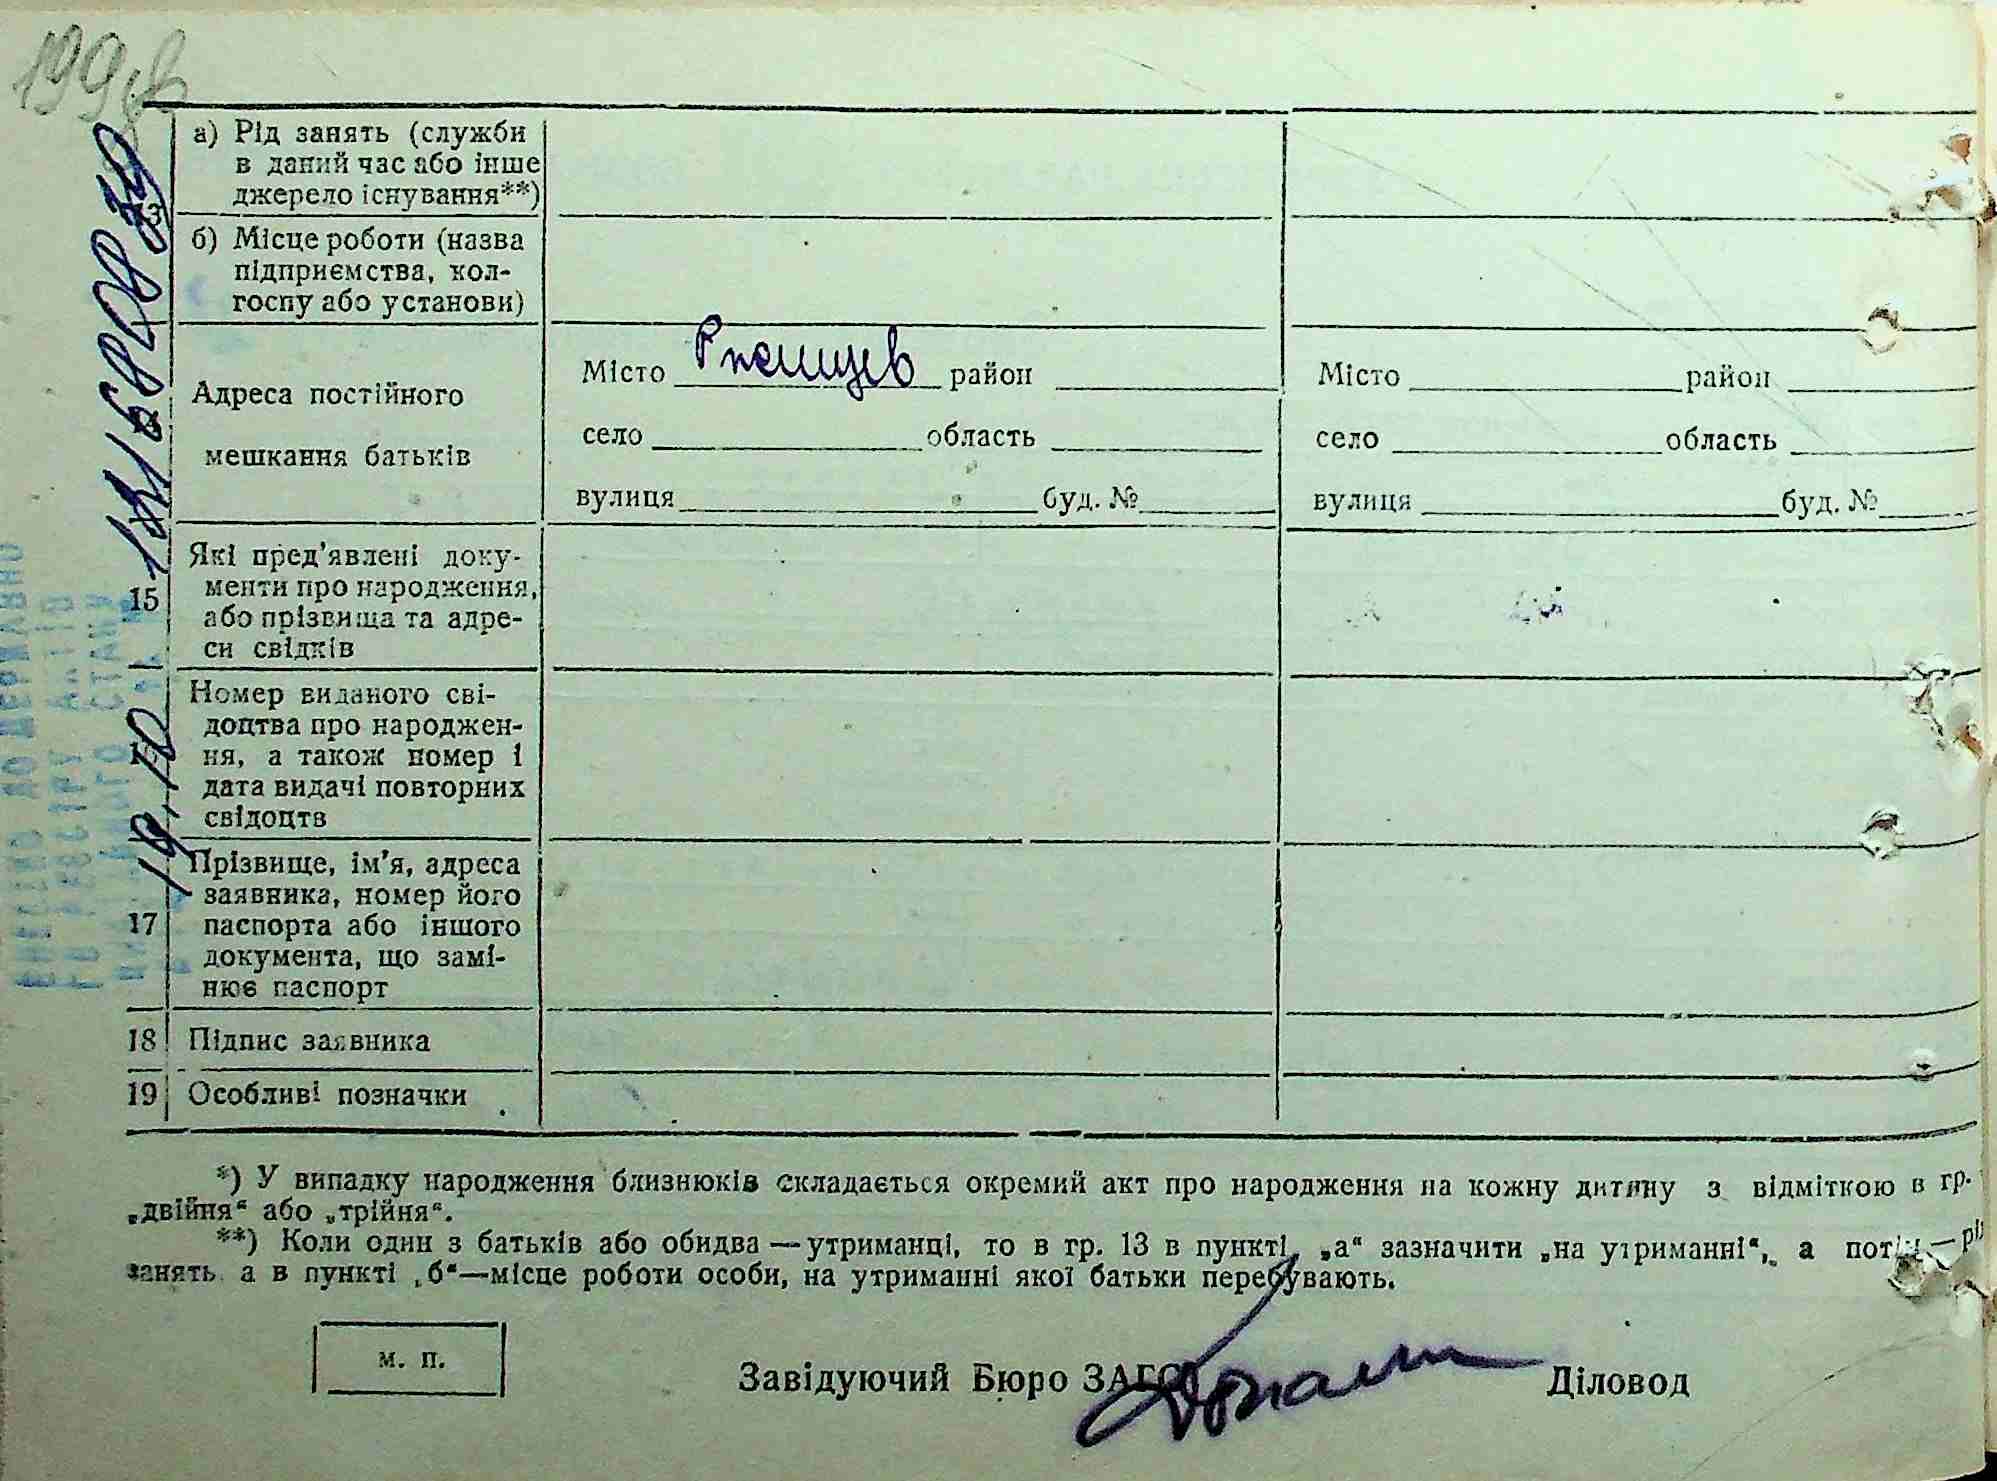 199зв
а) Рід занять (служби
в даний час або інше
джерело існування**)
б) Місце роботи (назва
підприємства, кол-
госпу або установи)
Адреса постійного
мешкання батьків
Місто Ржищев район
село область
вулиця буд. №
Місто район
село область
вулиця буд. №
15 Які пред'явлені доку-
менти про народження,
або прізвища та адре-
си свідків
Номер виданого сві-
доцтва про народжен-
ня, а також номер і
дата видачі повторних
свідоцтв
17 Прізвище, ім'я, адреса
заявника, номер його
паспорта або іншого
документа, що замі-
нює паспорт
18 Підпис заявника
19 Особливі позначки
*) У випадку народження близнюків складається окремий акт про народження на кожну дитину з відміткою в гр.
„двійня“ або „трійня“.
**) Коли один з батьків або обидва — утриманці, то в гр. 13 в пункті „а“ зазначити „на утриманні“, а потім — рід
занять а в пункті „б“—місце роботи особи, на утриманні якої батьки перебувають.
м. п.
Завідуючий Бюро ЗАГС Діловод